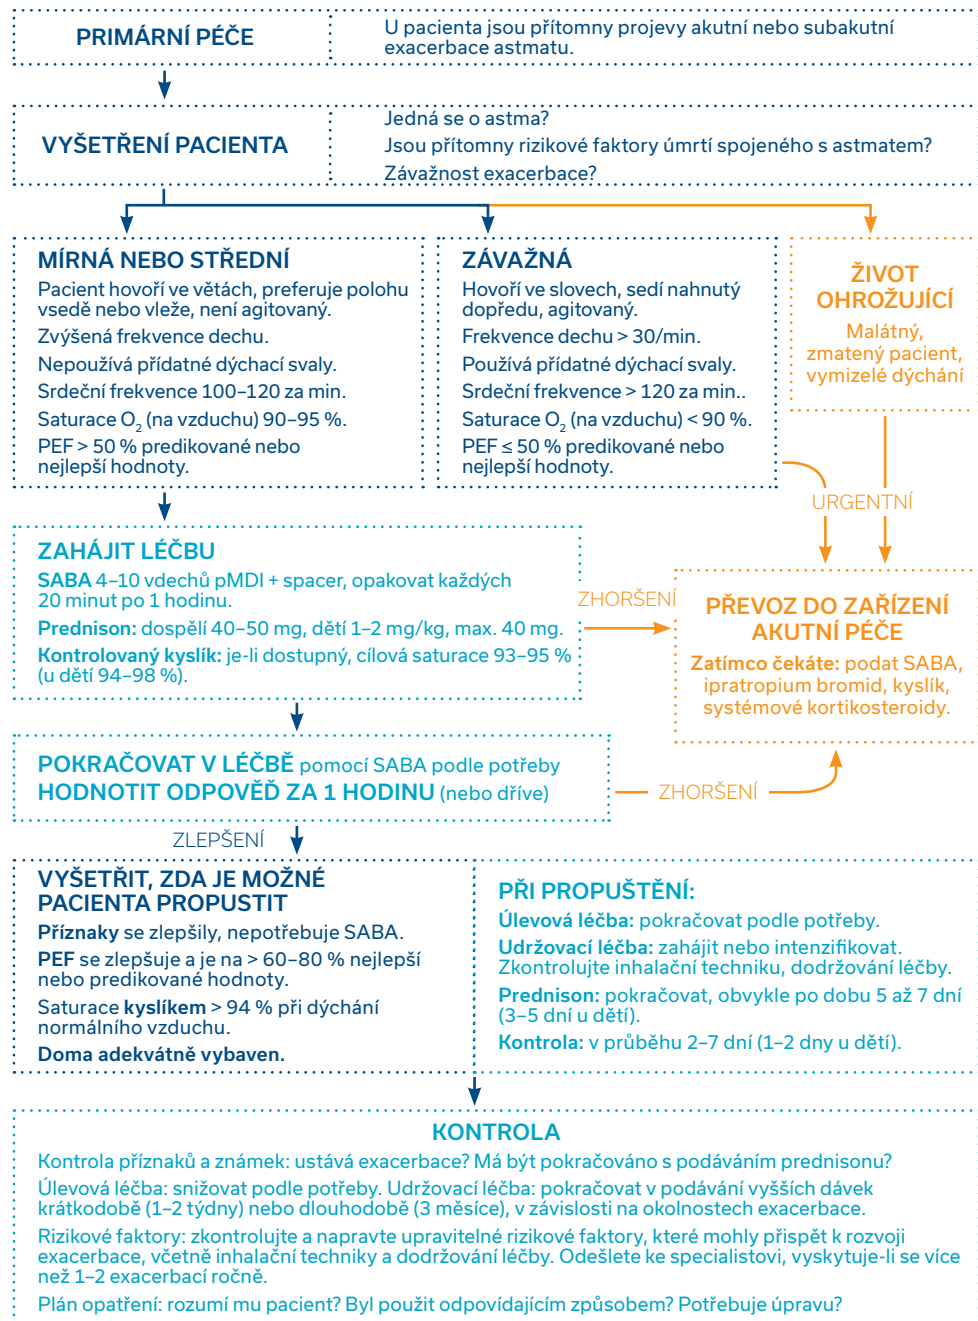 PRIMÁRNÍ PÉČE
U pacienta jsou přítomny projevy akutní nebo subakutní
exacerbace astmatu.
VYŠETŘENÍ PACIENTA
Jedná se o astma?
Jsou přítomny rizikové faktory úmrtí spojeného s astmatem?
Závažnost exacerbace?
MÍRNÁ NEBO STŘEDNÍ
Pacient hovoří ve větách, preferuje polohu
vsedě nebo vleže, není agitovaný.
Zvýšená frekvence dechu.
Nepoužívá přídatné dýchací svaly.
Srdeční frekvence 100–120 za min.
Saturace O₂ (na vzduchu) 90–95 %.
PEF > 50 % predikované nebo
nejlepší hodnoty.
ZÁVAŽNÁ
Hovoří ve slovech, sedí nahnutý
dopředu, agitovaný.
Frekvence dechu > 30/min.
Používá přídatné dýchací svaly.
Srdeční frekvence > 120 za min..
Saturace O₂ (na vzduchu) < 90 %.
PEF ≤ 50 % predikované nebo
nejlepší hodnoty.
ŽIVOT
OHROŽUJÍCÍ
Malátný,
zmatený pacient,
vymizelé dýchání
URGENTNÍ
ZAHÁJIT LÉČBU
SABA 4–10 vdechů pMDI + spacer, opakovat každých
20 minut po 1 hodinu.
Prednison: dospělí 40–50 mg, dětí 1–2 mg/kg, max. 40 mg.
Kontrolovaný kyslík: je-li dostupný, cílová saturace 93–95 %
(u dětí 94–98 %).
ZHORŠENÍ
PŘEVOZ DO ZAŘÍZENÍ
AKUTNÍ PÉČE
Zatímco čekáte: podat SABA,
ipratropium bromid, kyslík,
systémové kortikosteroidy.
POKRAČOVAT V LÉČBĚ pomocí SABA podle potřeby
HODNOTIT ODPOVĚĎ ZA 1 HODINU (nebo dříve)
ZHORŠENÍ
ZLEPŠENÍ
VYŠETŘIT, ZDA JE MOŽNÉ
PACIENTA PROPUSTIT
Příznaky se zlepšily, nepotřebuje SABA.
PEF se zlepšuje a je na > 60–80 % nejlepší
nebo predikované hodnoty.
Saturace kyslíkem > 94 % při dýchání
normálního vzduchu.
Doma adekvátně vybaven.
PŘI PROPUŠTĚNÍ:
Úlevová léčba: pokračovat podle potřeby.
Udržovací léčba: zahájit nebo intenzifikovat.
Zkontrolujte inhalační techniku, dodržování léčby.
Prednison: pokračovat, obvykle po dobu 5 až 7 dní
(3–5 dní u dětí).
Kontrola: v průběhu 2–7 dní (1–2 dny u dětí).
KONTROLA
Kontrola příznaků a známek: ustává exacerbace? Má být pokračováno s podáváním prednisonu?
Úlevová léčba: snižovat podle potřeby. Udržovací léčba: pokračovat v podávání vyšších dávek
krátkodobě (1–2 týdny) nebo dlouhodobě (3 měsíce), v závislosti na okolnostech exacerbace.
Rizikové faktory: zkontrolujte a napravte upravitelné rizikové faktory, které mohly přispět k rozvoji
exacerbace, včetně inhalační techniky a dodržování léčby. Odešlete ke specialistovi, vyskytuje-li se více
než 1–2 exacerbací ročně.
Plán opatření: rozumí mu pacient? Byl použit odpovídajícím způsobem? Potřebuje úpravu?